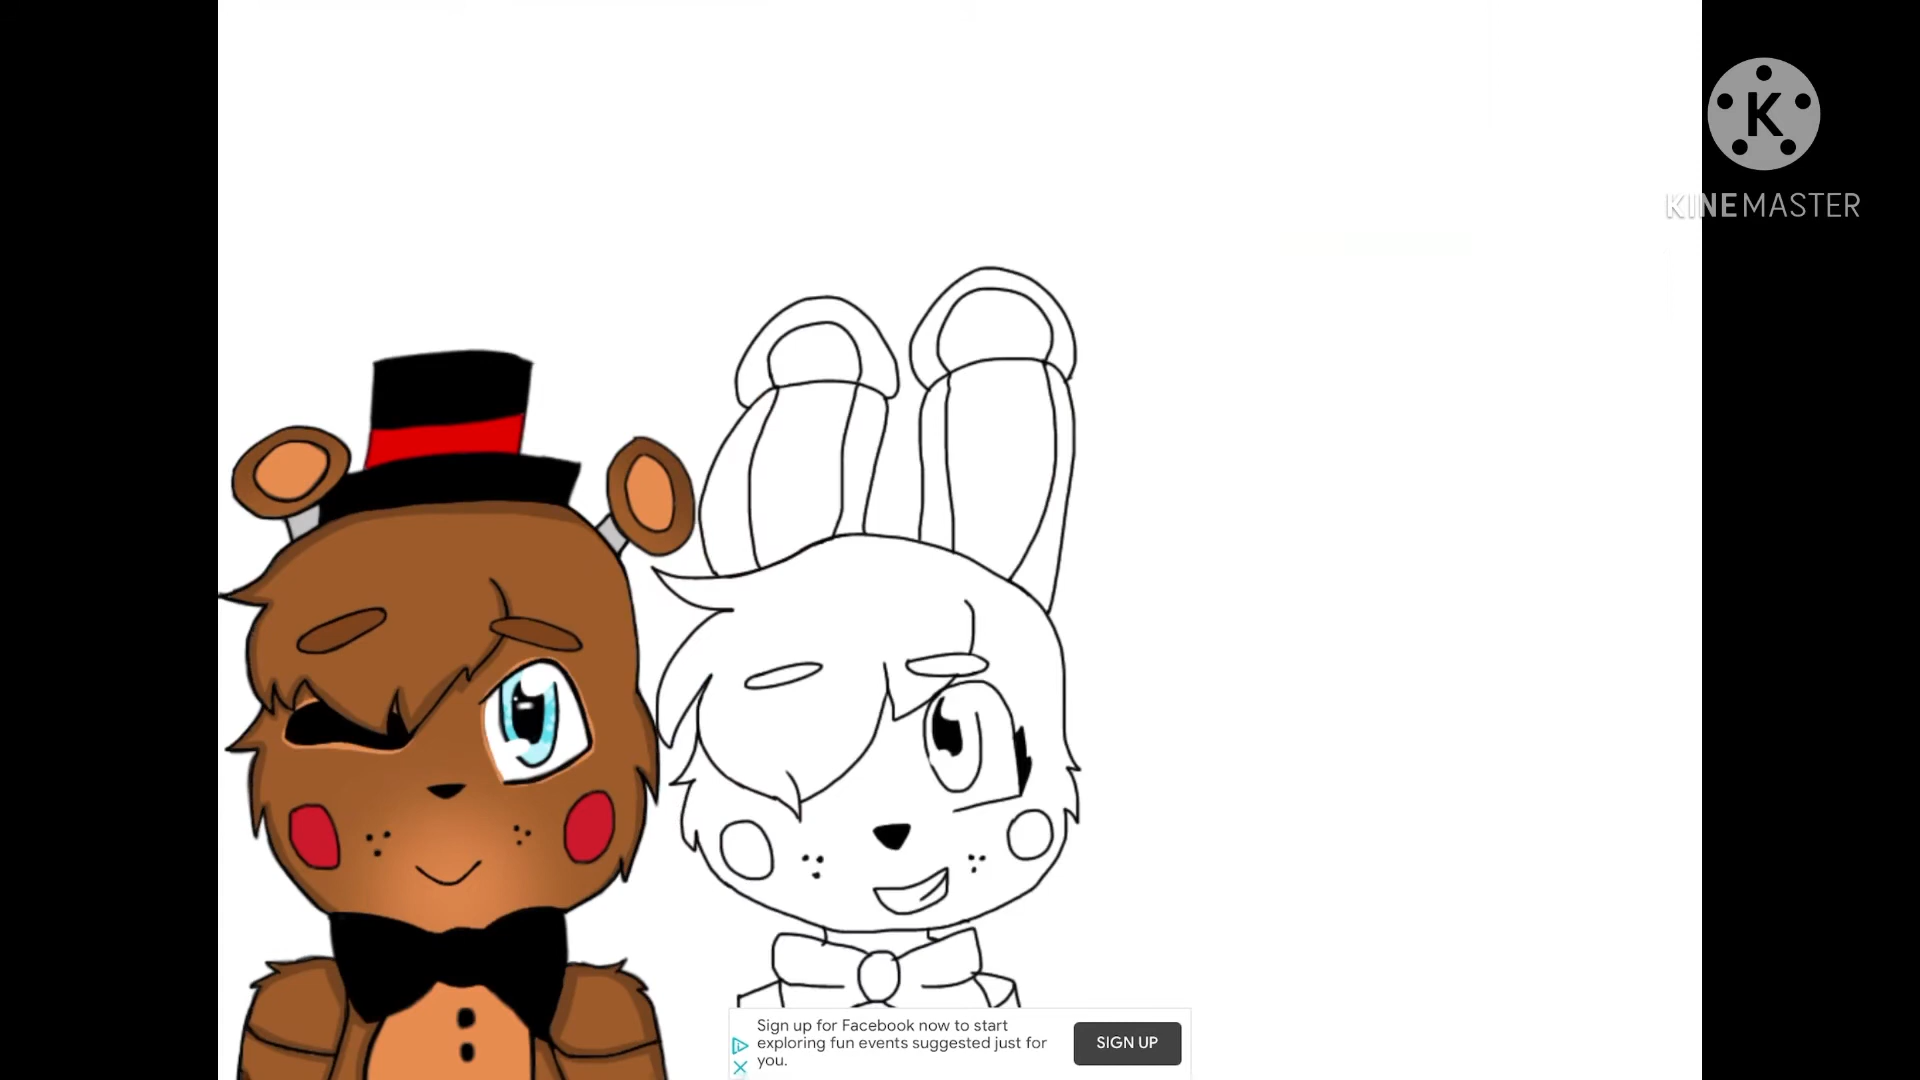 K
KINEMASTER
Sign up for Facebook now to start
exploring fun events suggested just for
you.
SIGN UP